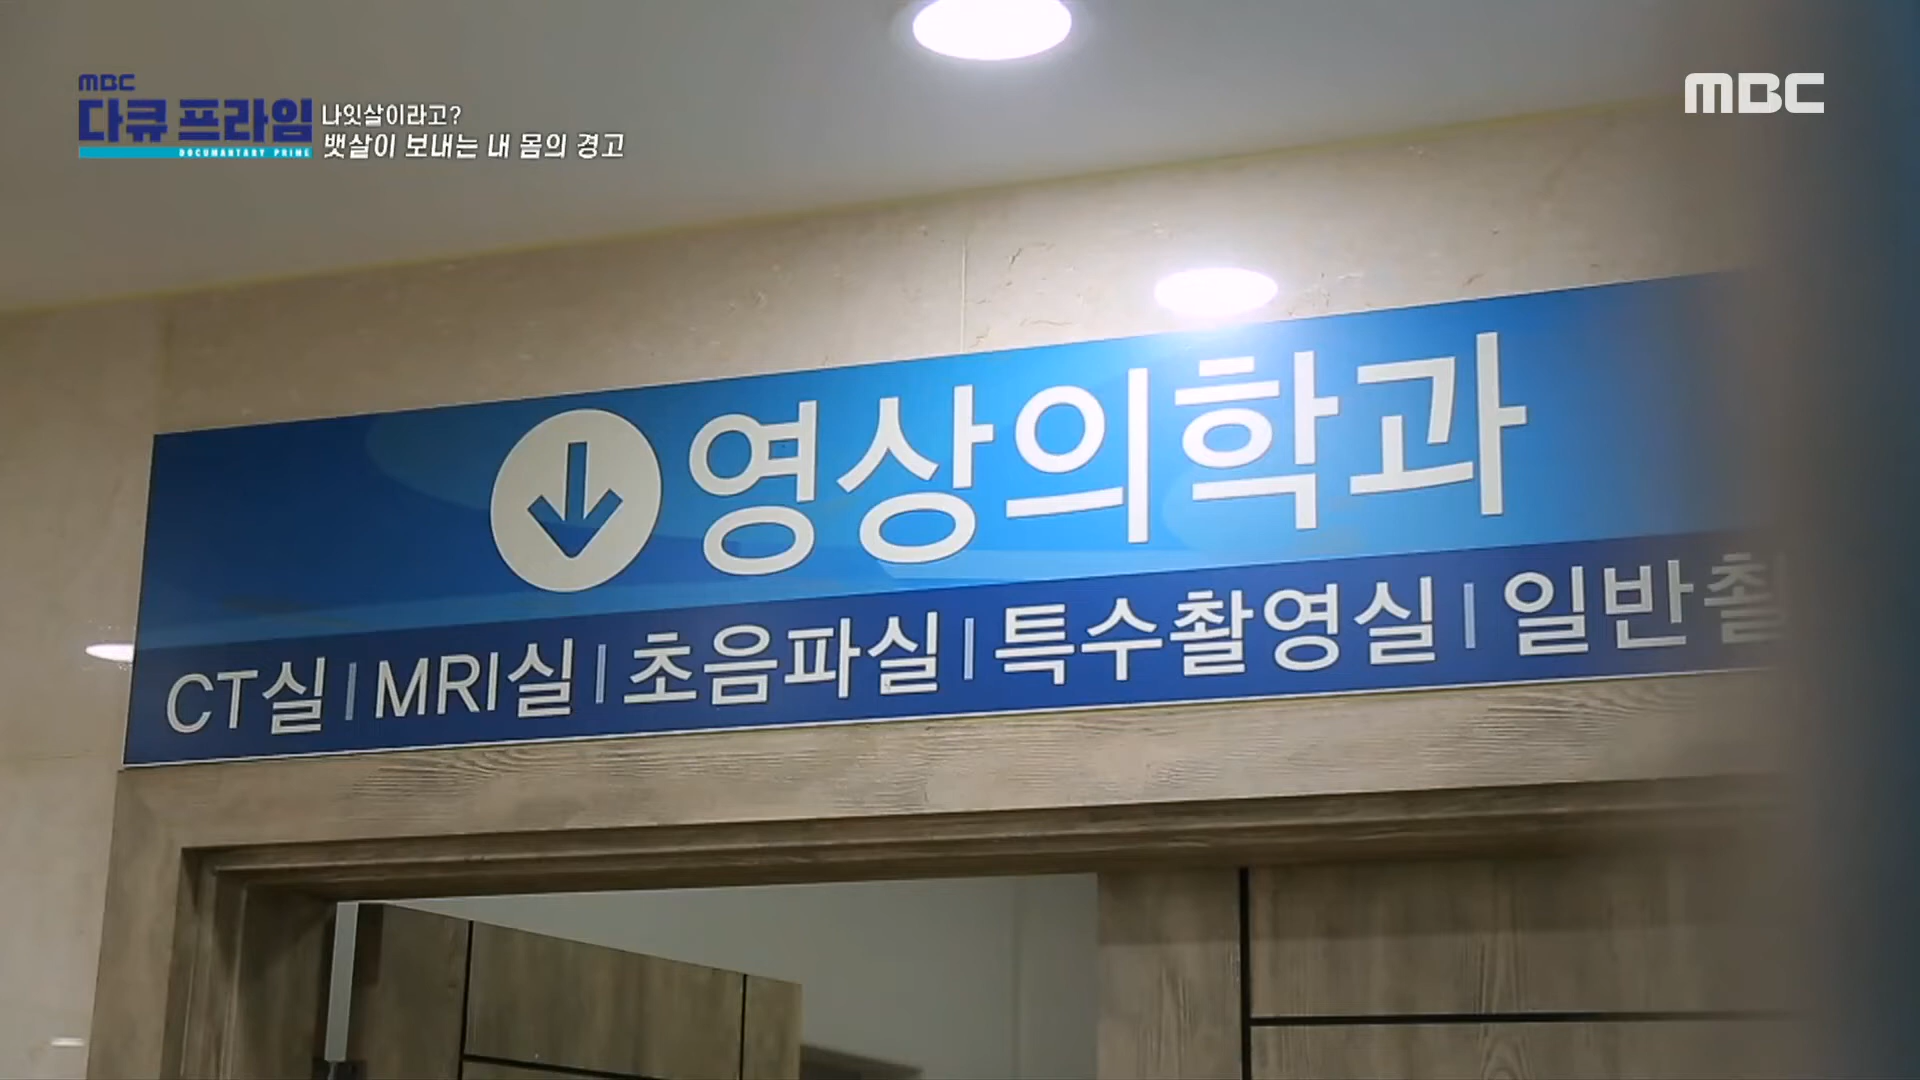 MBC
다큐프라임
DOCUMANTARY PRIME
나잇살이라고?
뱃살이 보내는 내 몸의 경고
MBC
영상의학과
CT실 | MRI실 | 초음파실 | 특수촬영실 | 일반촬